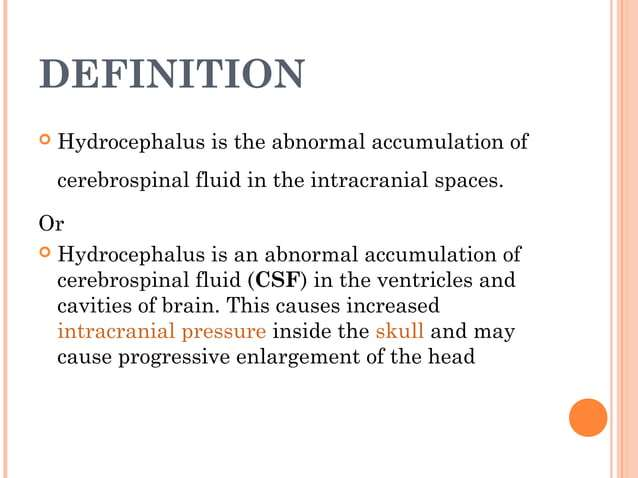 DEFINITION
Hydrocephalus is the abnormal accumulation of
cerebrospinal fluid in the intracranial spaces.
Or
Hydrocephalus is an abnormal accumulation of
cerebrospinal fluid (CSF) in the ventricles and
cavities of brain. This causes increased
intracranial pressure inside the skull and may
cause progressive enlargement of the head